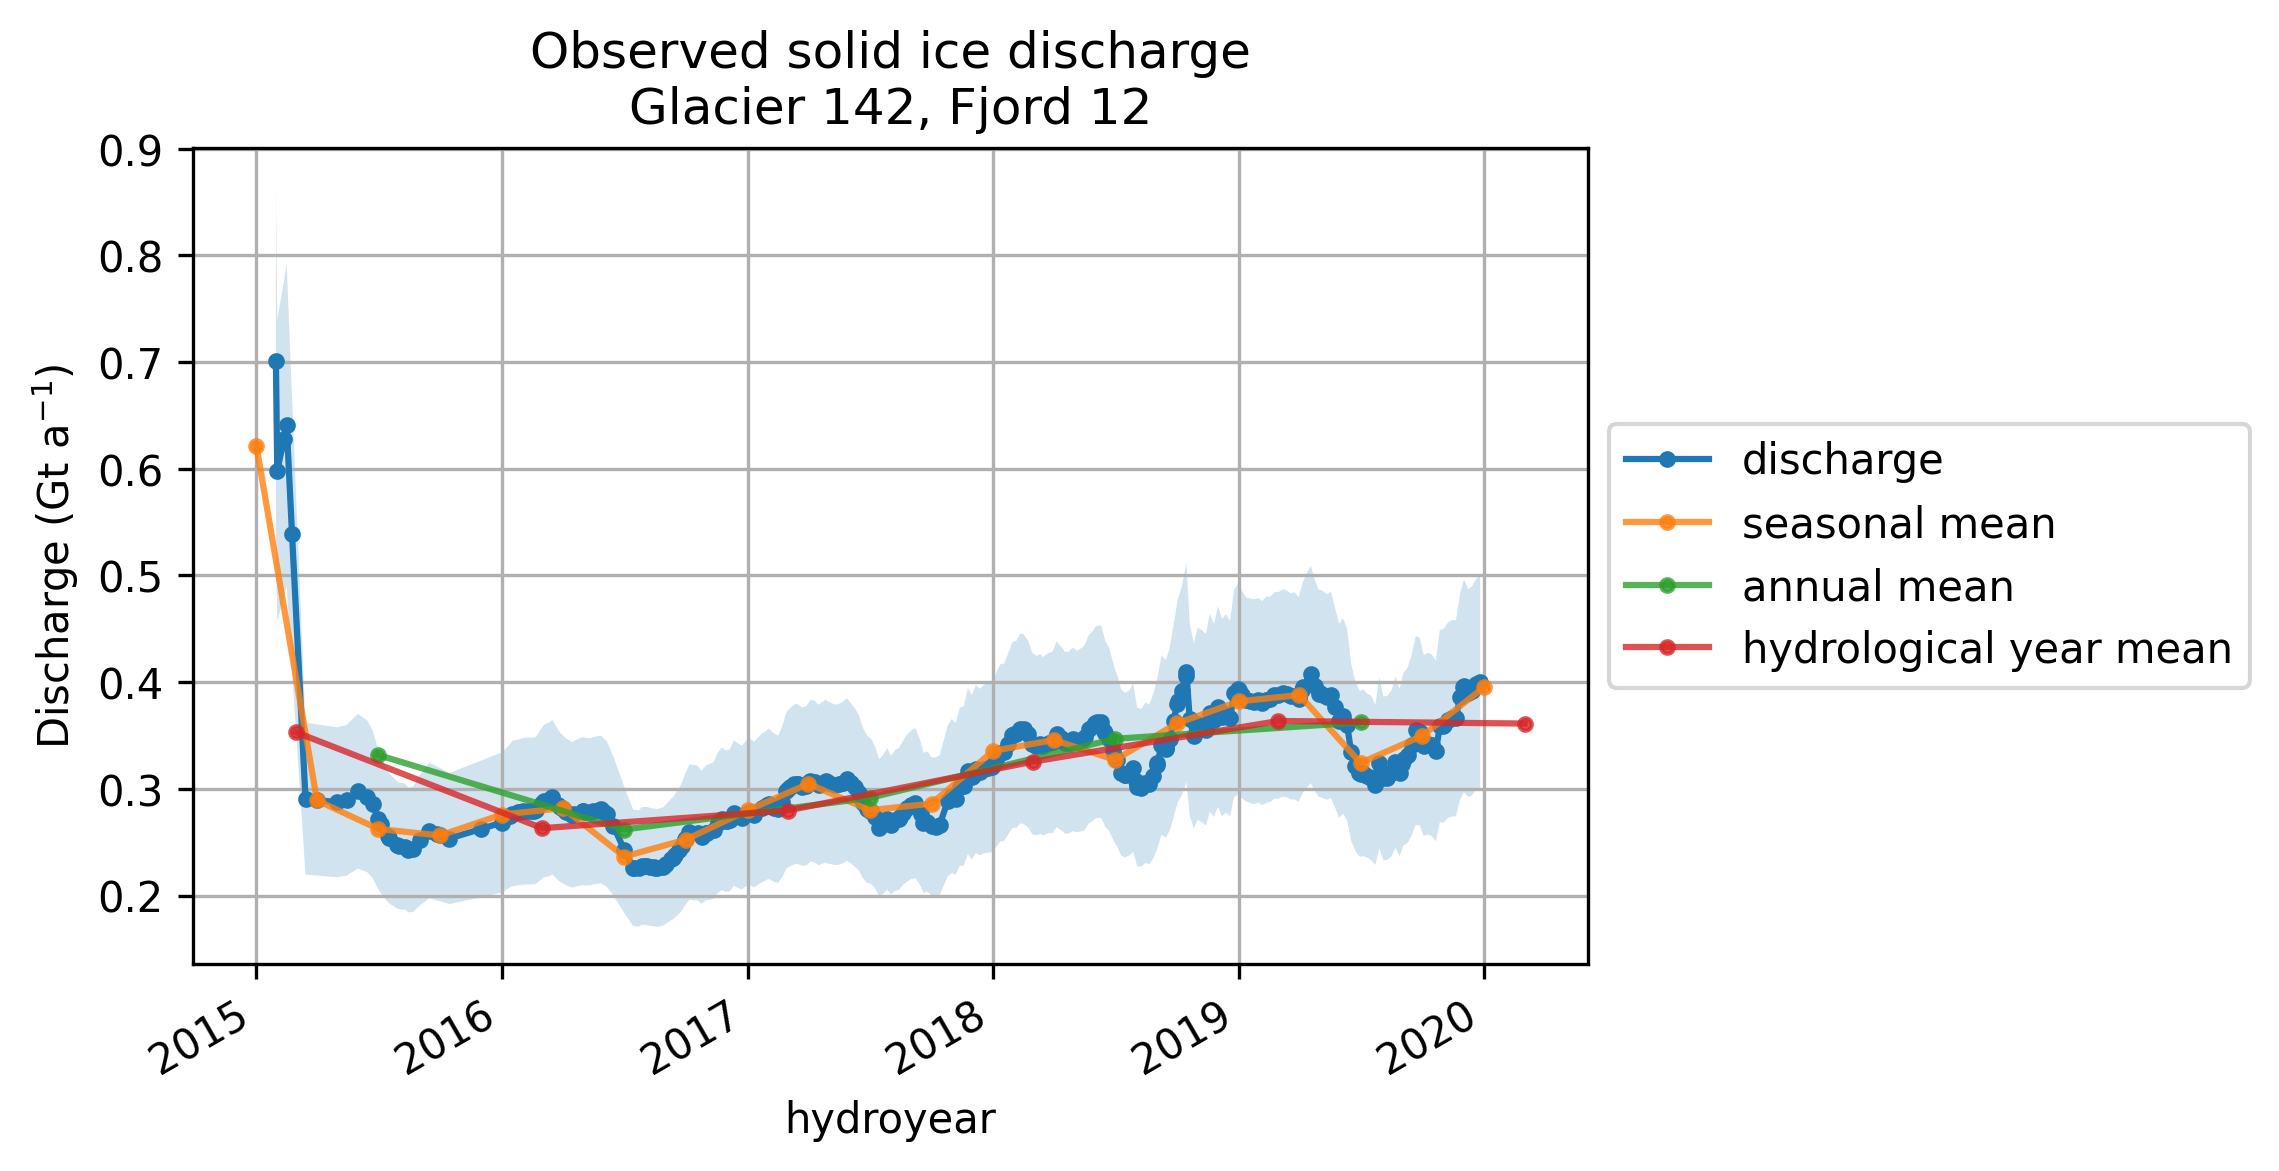 Observed solid ice discharge
Glacier 142, Fjord 12
0.9
0.8
0.7
0.6
0.5
0.4
0.3
0.2
Discharge (Gt a⁻¹)
2015
2016
2017
2018
2019
2020
hydroyear
discharge
seasonal mean
annual mean
hydrological year mean